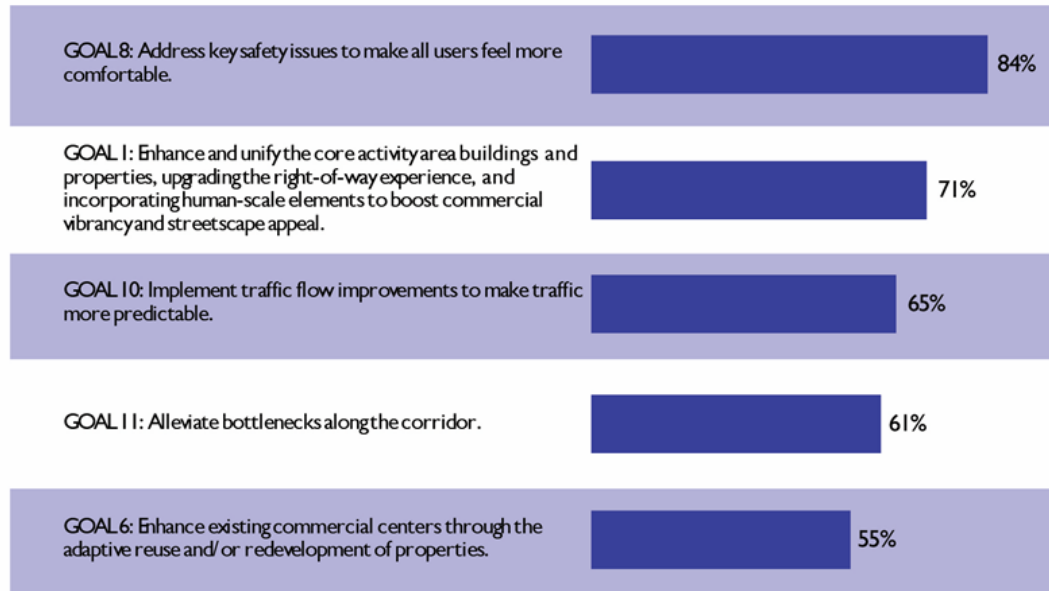 GOAL 8: Address key safety issues to make all users feel more
comfortable.
84%
GOAL 1: Enhance and unify the core activity area buildings and
properties, upgrading the right-of-way experience, and
incorporating human-scale elements to boost commercial
vibrancy and streetscape appeal.
71%
GOAL 10: Implement traffic flow improvements to make traffic
more predictable.
65%
GOAL 11: Alleviate bottlenecks along the corridor.
61%
GOAL 6: Enhance existing commercial centers through the
adaptive reuse and/or redevelopment of properties.
55%